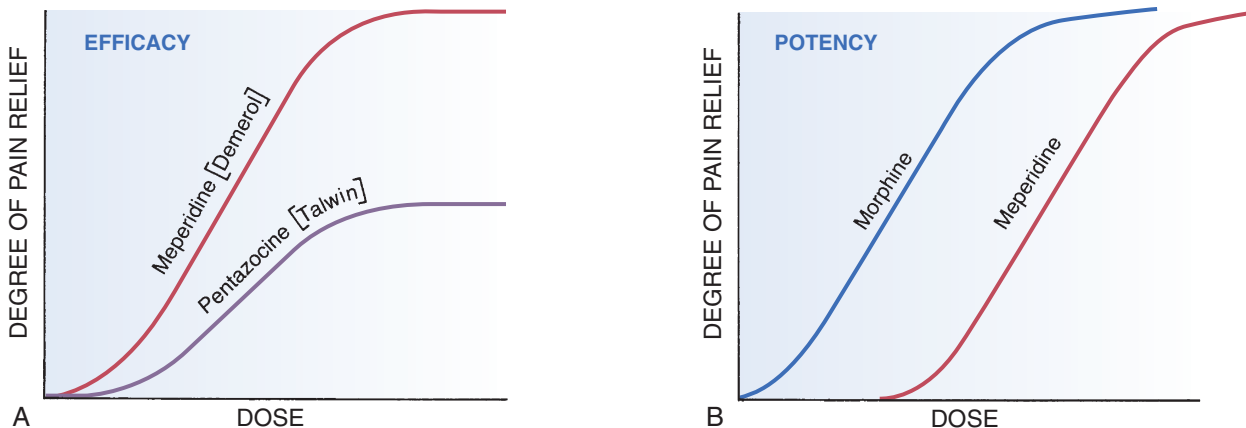 EFFICACY
DEGREE OF PAIN RELIEF
Meperidine [Demerol]
Pentazocine [Talwin]
A
DOSE
POTENCY
DEGREE OF PAIN RELIEF
Morphine
Meperidine
B
DOSE